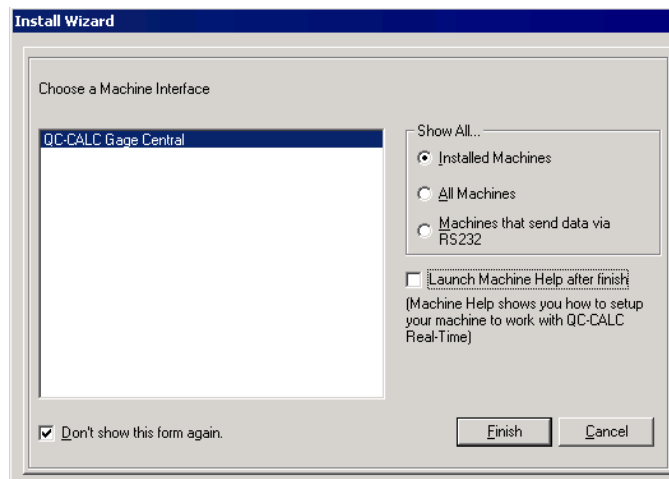 Install Wizard
Choose a Machine Interface
QC-CALC Gage Central
Show All...
Installed Machines
All Machines
Machines that send data via
RS232
Launch Machine Help after finish
(Machine Help shows you how to setup
your machine to work with QC-CALC
Real-Time)
Don't show this form again.
Finish
Cancel